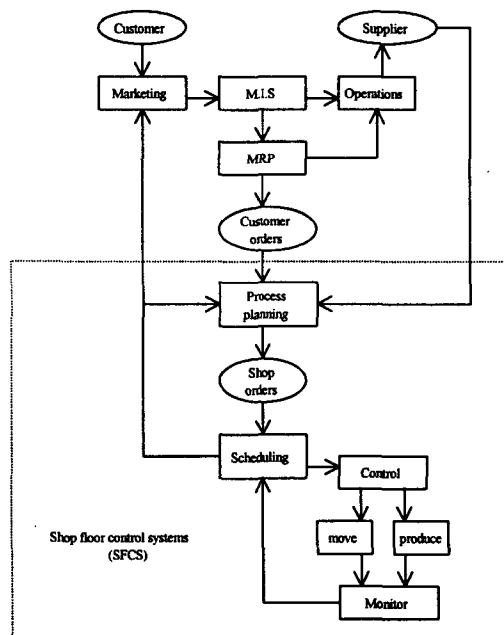 Customer
Supplier
Marketing
M.I.S
Operations
MRP
Customer
orders
Process
planning
Shop
orders
Scheduling
Control
Shop floor control systems
(SFCS)
move
produce
Monitor